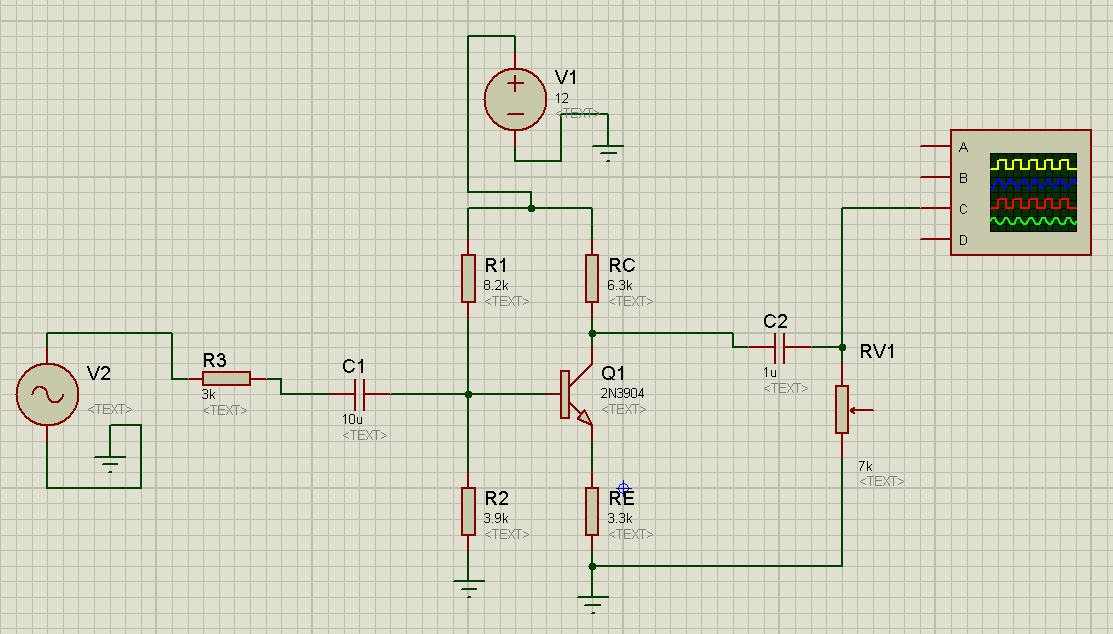 V1
12
<TEXT>
A
B
C
D
R1
8.2k
<TEXT>
RC
6.3k
<TEXT>
C2
1u
<TEXT>
RV1
7k
<TEXT>
V2
<TEXT>
R3
3k
<TEXT>
C1
10u
<TEXT>
Q1
2N3904
<TEXT>
R2
3.9k
<TEXT>
RE
3.3k
<TEXT>